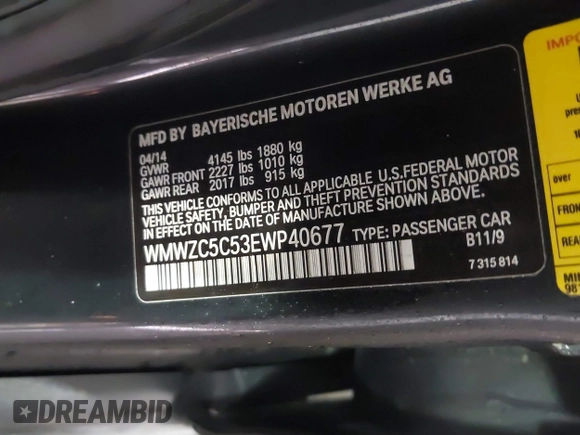 MFD BY BAYERISCHE MOTOREN WERKE AG
04/14 4145 lbs 1880 kg
GVWR
GAWR FRONT 2227 lbs 1010 kg
GAWR REAR 2017 lbs 915 kg
THIS VEHICLE CONFORMS TO ALL APPLICABLE U.S.FEDERAL MOTOR
VEHICLE SAFETY, BUMPER, AND THEFT PREVENTION STANDARDS
IN EFFECT ON THE DATE OF MANUFACTURE SHOWN ABOVE.
WMWZC5C53EWP40677 TYPE: PASSENGER CAR
B11/9
7 315 814
over
DREAMBID